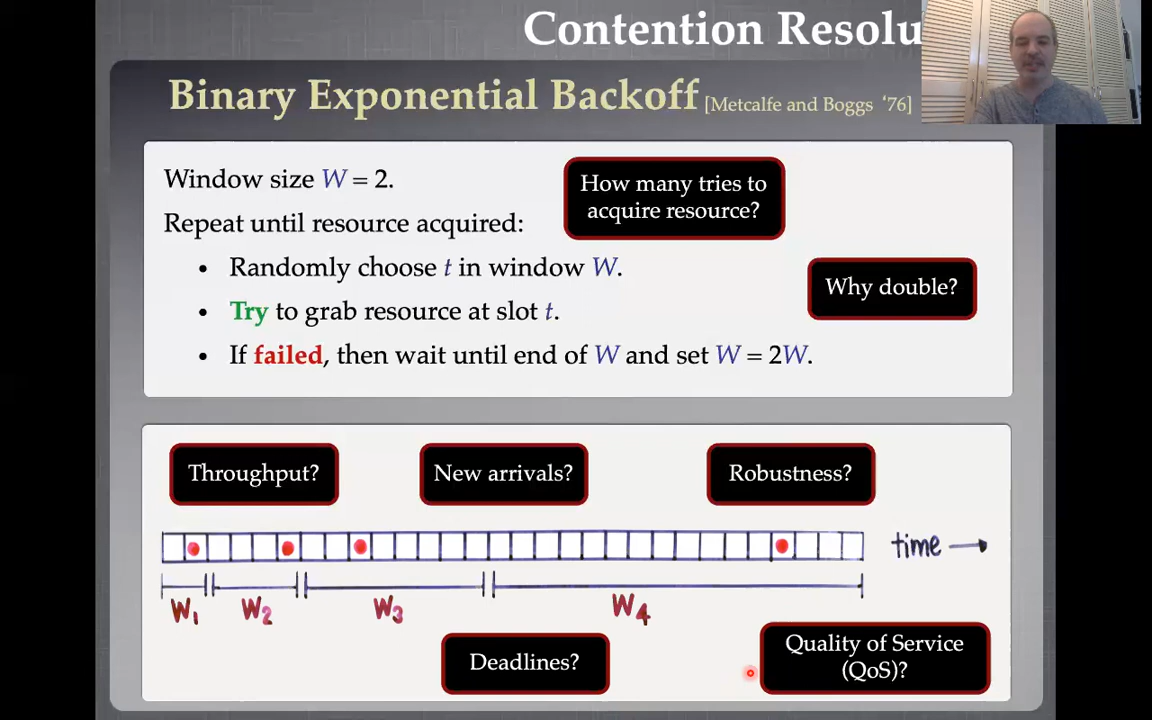 Contention Resolu
Binary Exponential Backoff [Metcalfe and Boggs '76]
Window size W = 2.
How many tries to
acquire resource?
Repeat until resource acquired:
• Randomly choose t in window W.
Why double?
• Try to grab resource at slot t.
• If failed, then wait until end of W and set W = 2W.
Throughput?
New arrivals?
Robustness?
time
W1
W2
W3
W4
Deadlines?
Quality of Service
(QoS)?